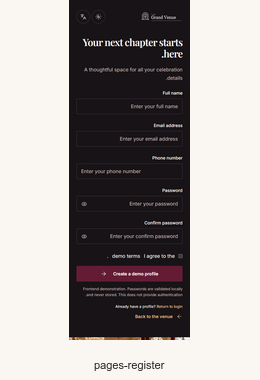 Grand Venue
Your next chapter starts
.here
A thoughtful space for all your celebration
.details
Full name
Enter your full name
Email address
Enter your email address
Phone number
Enter your phone number
Password
Enter your password
Confirm password
Enter your confirm password
. demo terms I agree to the
Create a demo profile
Frontend demonstration. Passwords are validated locally
.and never stored. This does not provide authentication
Already have a profile? Return to login
Back to the venue
pages-register